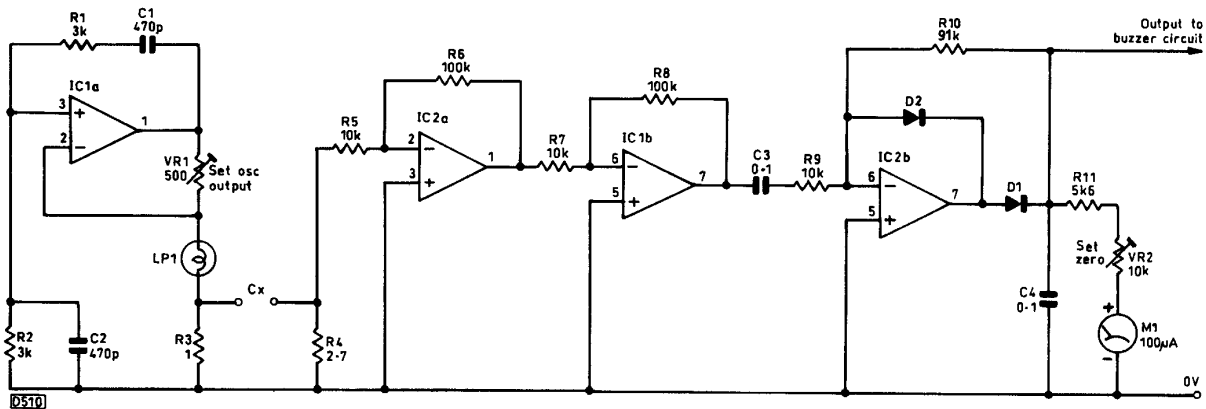 R1
3k
C1
470p
IC1a
3
+
2
−
1
VR1
500
Set osc
output
LP1
R2
3k
C2
470p
R3
1
Cx
R4
2-7
R5
10k
R6
100k
IC2a
2
−
3
+
1
R7
10k
R8
100k
IC1b
6
−
5
+
7
C3
0-1
R9
10k
R10
91k
D2
IC2b
6
−
5
+
7
D1
Output to
buzzer circuit
R11
5k6
Set
zero
VR2
10k
C4
0-1
+
M1
100µA
−
0V
D510